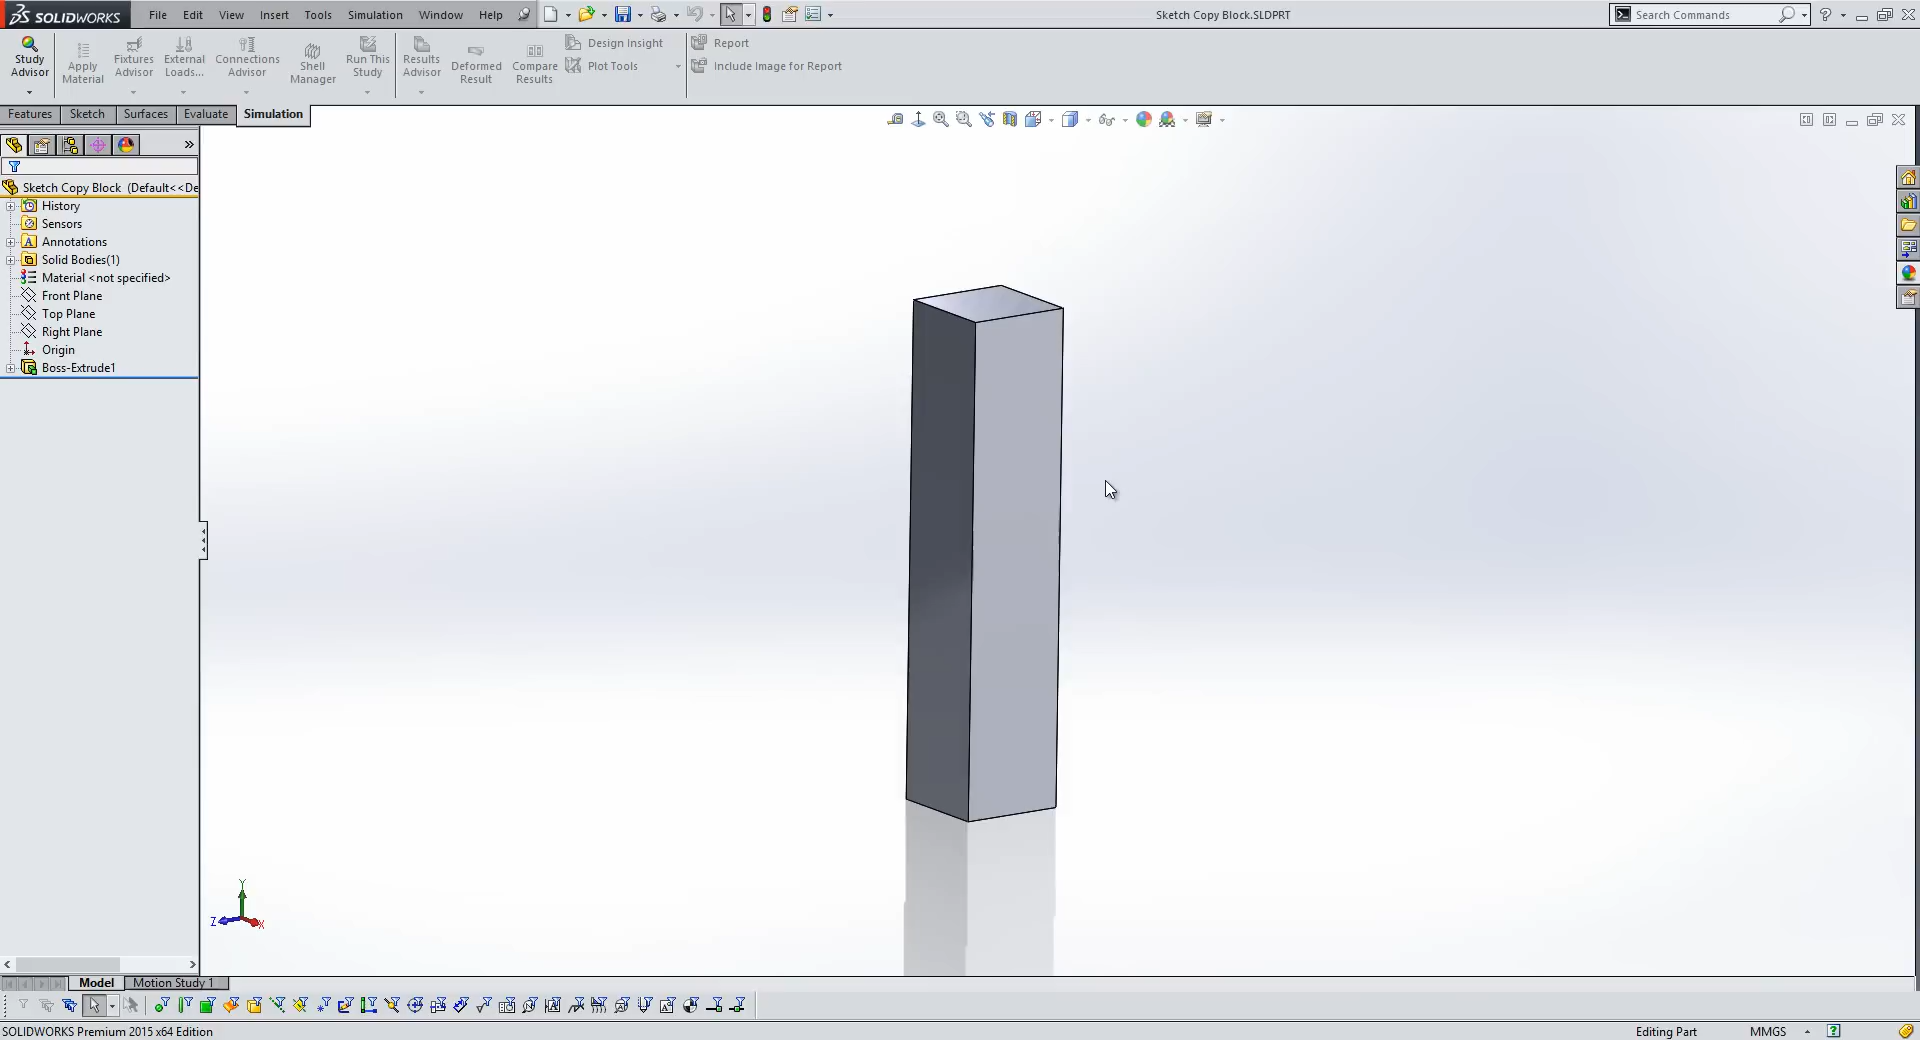 SOLIDWORKS File Edit View Insert Tools Simulation Window Help Sketch Copy Block.SLDPRT Search Commands
Study Advisor
Apply Material
Fixtures Advisor
External Loads...
Connections Advisor
Shell Manager
Run This Study
Results Advisor
Deformed Result
Compare Results
Design Insight
Plot Tools
Report
Include Image for Report
Features Sketch Surfaces Evaluate Simulation
Sketch Copy Block (Default<<De
History
Sensors
Annotations
Solid Bodies(1)
Material <not specified>
Front Plane
Top Plane
Right Plane
Origin
Boss-Extrude1
Y
Z X
Model Motion Study 1
SOLIDWORKS Premium 2015 x64 Edition Editing Part MMGS